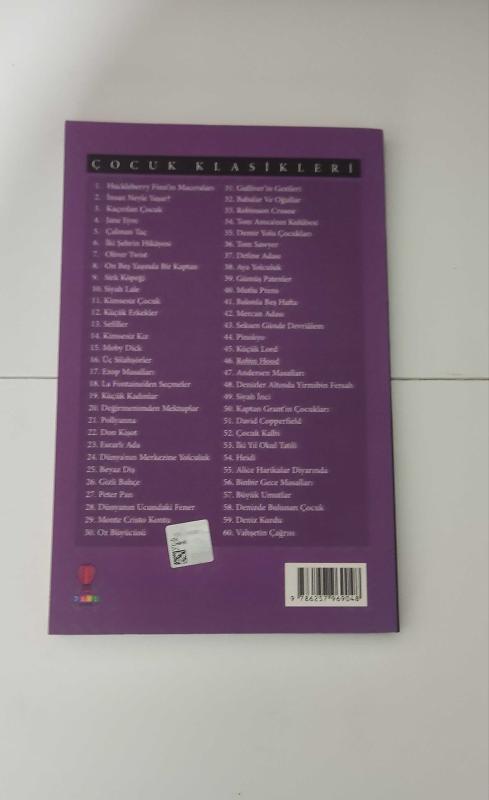 ÇOCUK KLASİKLERİ
1. Huckleberry Finn'in Maceraları
2. İnsan Neyle Yaşar?
3. Kaçırılan Çocuk
4. Jane Eyre
5. Çalınan Taç
6. İki Şehrin Hikâyesi
7. Oliver Twist
8. On Beş Yaşında Bir Kaptan
9. Sirk Köpeği
10. Siyah Lale
11. Kimsesiz Çocuk
12. Küçük Erkekler
13. Sefiller
14. Kimsesiz Kız
15. Moby Dick
16. Üç Silahşörler
17. Ezop Masalları
18. La Fontaine'den Seçmeler
19. Küçük Kadınlar
20. Değirmenimden Mektuplar
21. Pollyanna
22. Don Kişot
23. Esrarlı Ada
24. Dünya'nın Merkezine Yolculuk
25. Beyaz Diş
26. Gizli Bahçe
27. Peter Pan
28. Dünyanın Ucundaki Fener
29. Monte Cristo Kontu
30. Oz Büyücüsü
31. Gulliver'in Gezileri
32. Babalar Ve Oğullar
33. Robinson Crusoe
34. Tom Amca'nın Kulübesi
35. Demir Yolu Çocukları
36. Tom Sawyer
37. Define Adası
38. Aya Yolculuk
39. Gümüş Patenler
40. Mutlu Prens
41. Balonla Beş Hafta
42. Mercan Adası
43. Seksen Günde Devriâlem
44. Pinokyo
45. Küçük Lord
46. Robin Hood
47. Andersen Masalları
48. Denizler Altında Yirmibin Fersah
49. Siyah İnci
50. Kaptan Grant'ın Çocukları
51. David Copperfield
52. Çocuk Kalbi
53. İki Yıl Okul Tatili
54. Heidi
55. Alice Harikalar Diyarında
56. Binbir Gece Masalları
57. Büyük Umutlar
58. Denizde Bulunan Çocuk
59. Deniz Kurdu
60. Vahşetin Çağrısı
9 786257 969048